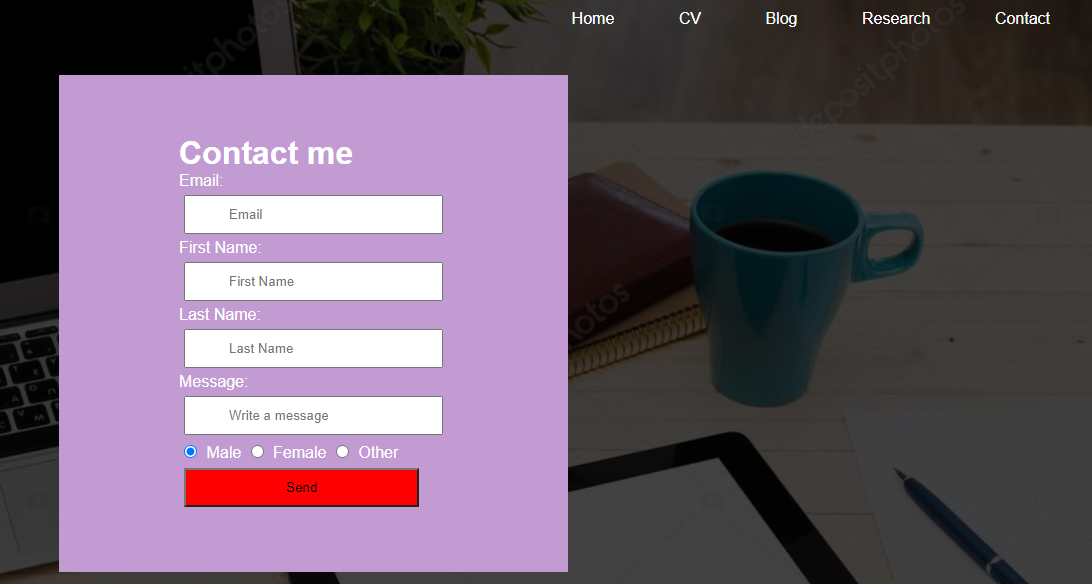 Home CV Blog Research Contact
Contact me
Email:
Email
First Name:
First Name
Last Name:
Last Name
Message:
Write a message
Male Female Other
Send
depositphotos